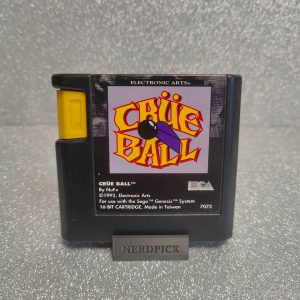 ELECTRONIC ARTS®
CRÜE
BALL
CRÜE BALL™
By NuFx
©1992, Electronic Arts
For use with the Sega™ Genesis™ System
16-BIT CARTRIDGE. Made in Taiwan
7072
EA
NERDPICK